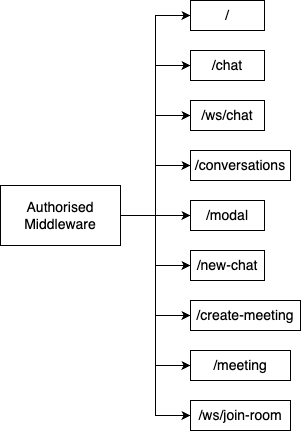 /
/chat
/ws/chat
/conversations
Authorised
Middleware
/modal
/new-chat
/create-meeting
/meeting
/ws/join-room